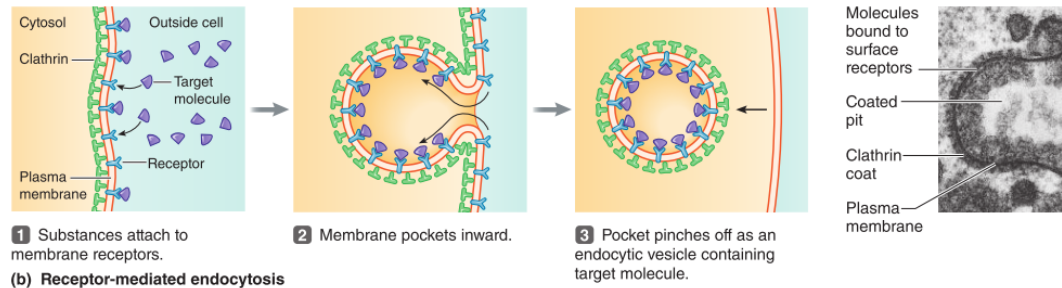 Cytosol
Outside cell
Clathrin
Target
molecule
Receptor
Plasma
membrane
1 Substances attach to
membrane receptors.
2 Membrane pockets inward.
3 Pocket pinches off as an
endocytic vesicle containing
target molecule.
(b) Receptor-mediated endocytosis
Molecules
bound to
surface
receptors
Coated
pit
Clathrin
coat
Plasma
membrane